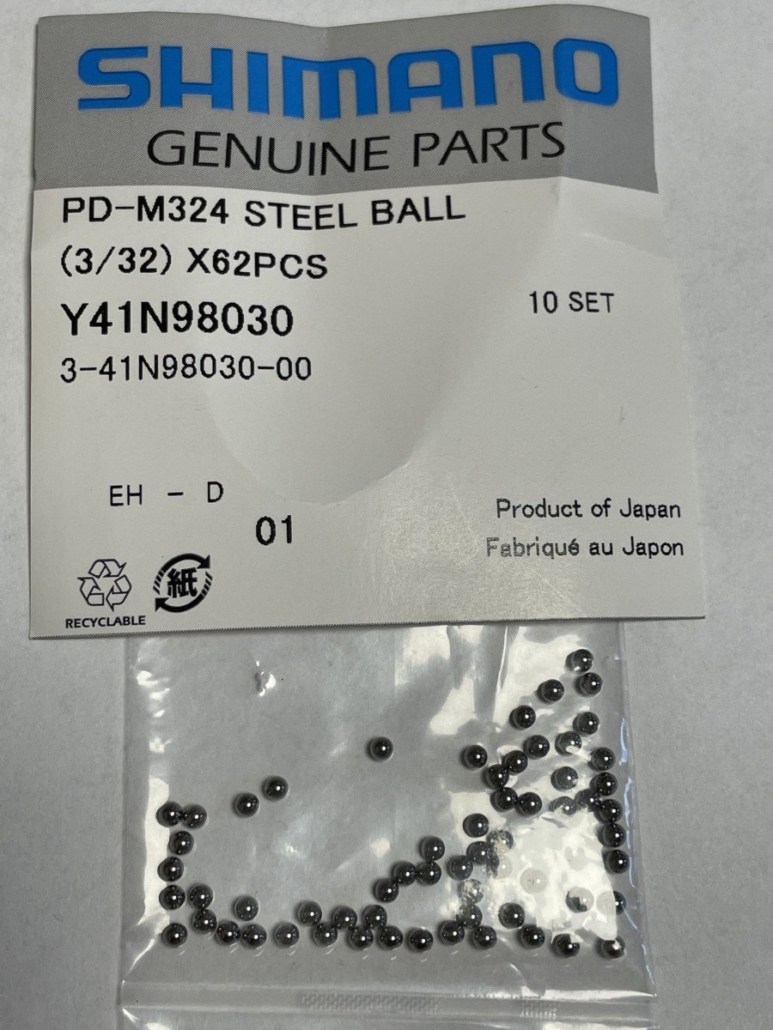 SHIMANO
GENUINE PARTS
PD-M324 STEEL BALL
(3/32) X62PCS
Y41N98030
10 SET
3-41N98030-00
EH - D
01
Product of Japan
Fabriqué au Japon
紙
RECYCLABLE